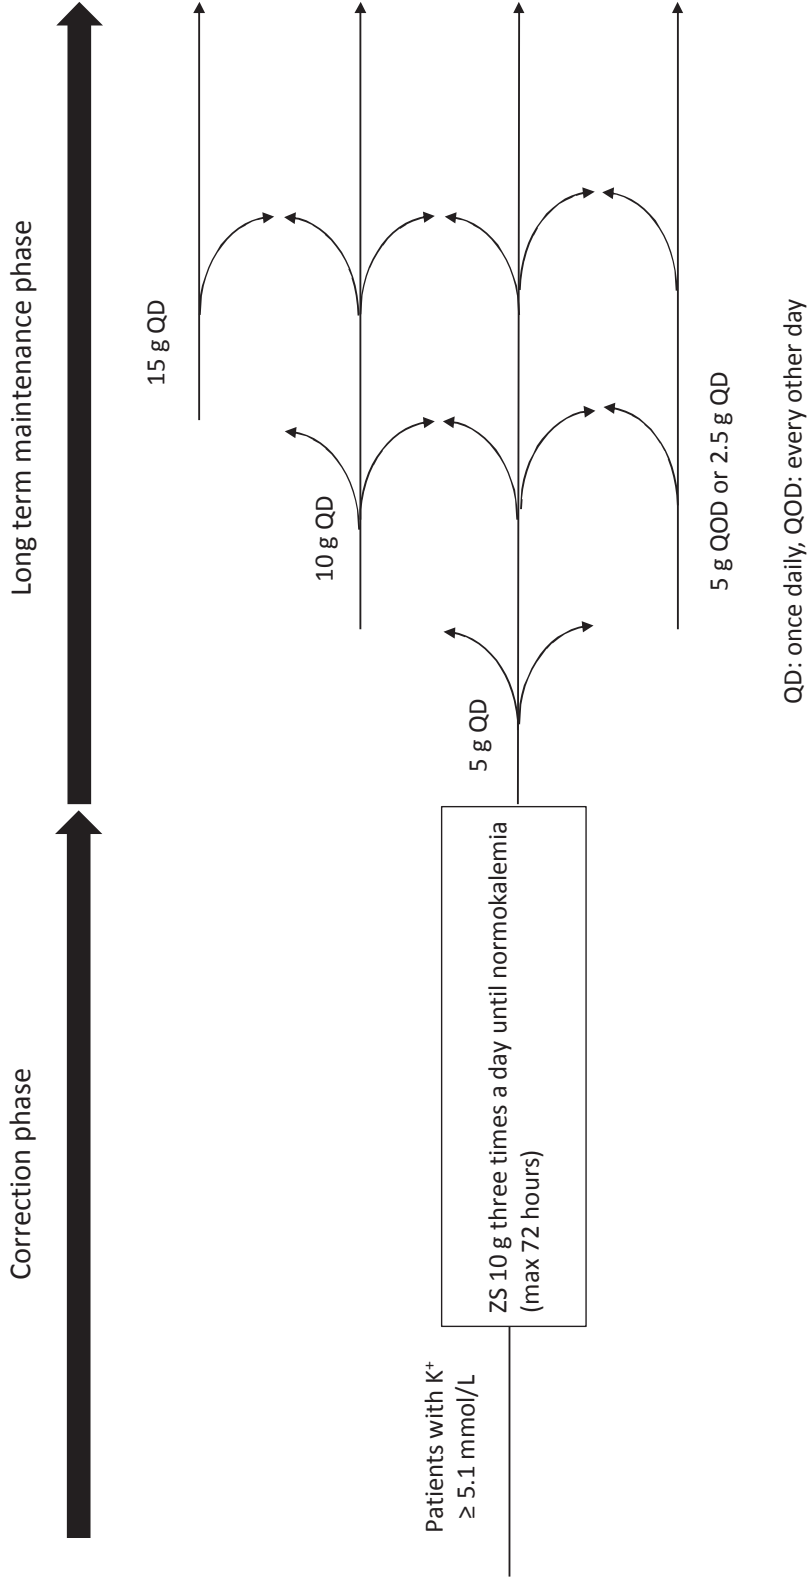 Correction phase
Long term maintenance phase
Patients with K⁺
≥ 5.1 mmol/L
ZS 10 g three times a day until normokalemia
(max 72 hours)
5 g QD
10 g QD
15 g QD
5 g QOD or 2.5 g QD
QD: once daily, QOD: every other day